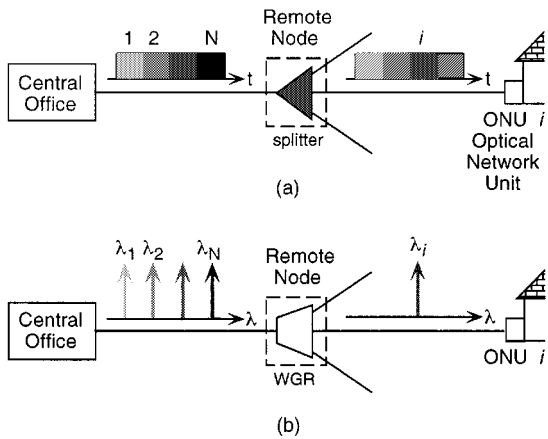 Remote
Node
1 2 N
i
Central
Office
t
t
splitter
ONU i
Optical
Network
Unit
(a)
λ1 λ2 λN
Remote
Node
λi
Central
Office
λ
λ
WGR
ONU i
(b)